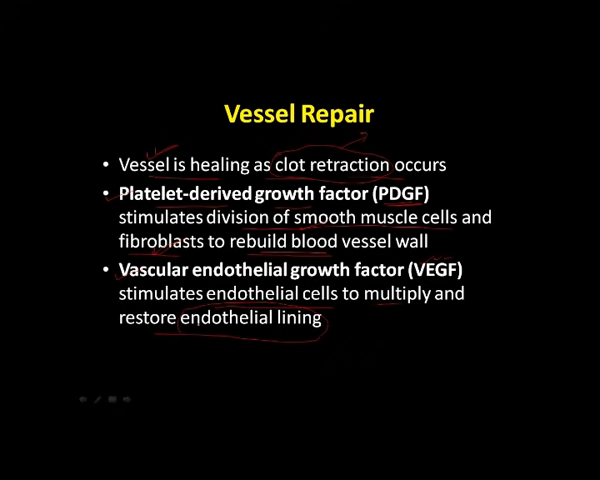 Vessel Repair
• Vessel is healing as clot retraction occurs
• Platelet-derived growth factor (PDGF)
stimulates division of smooth muscle cells and
fibroblasts to rebuild blood vessel wall
• Vascular endothelial growth factor (VEGF)
stimulates endothelial cells to multiply and
restore endothelial lining